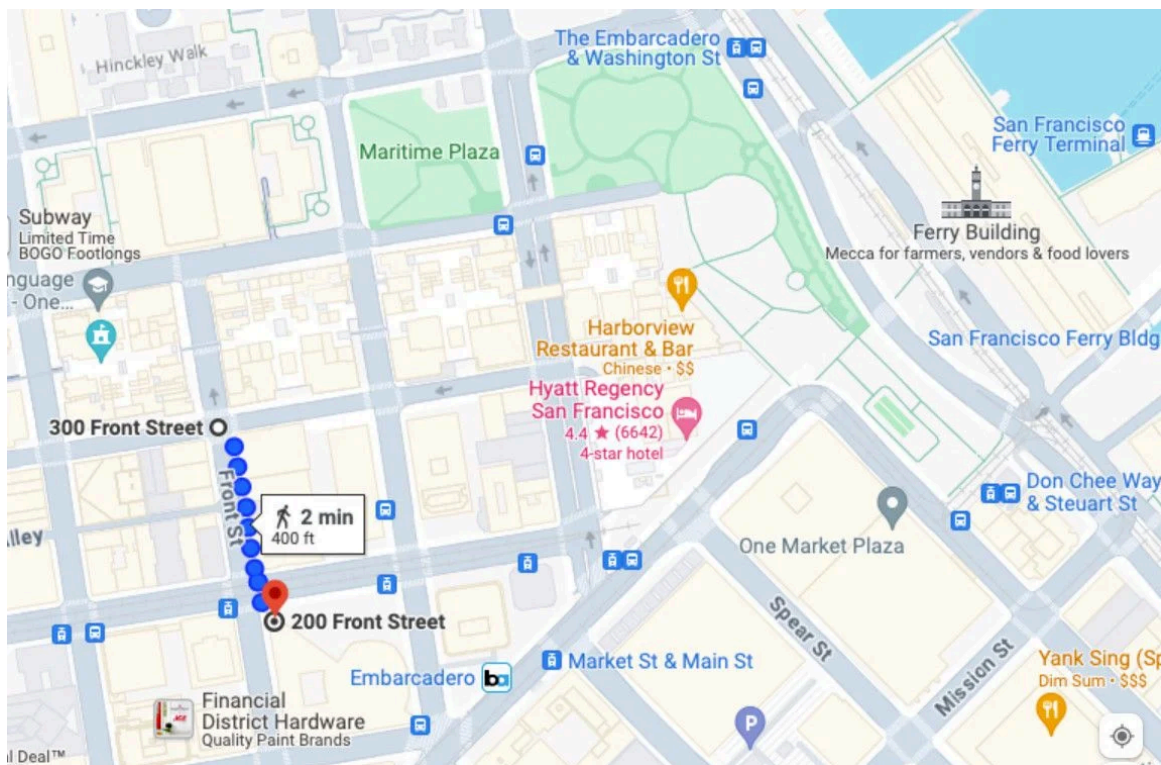 Hinckley Walk
The Embarcadero
& Washington St
San Francisco
Ferry Terminal
Maritime Plaza
Subway
Limited Time
BOGO Footlongs
nguage
- One...
Ferry Building
Mecca for farmers, vendors & food lovers
Harborview
Restaurant & Bar
Chinese • $$
San Francisco Ferry Bldg
Hyatt Regency
San Francisco
4.4 ★ (6642)
4-star hotel
300 Front Street
Front St
2 min
400 ft
lley
Don Chee Way
& Steuart St
One Market Plaza
200 Front Street
Spear St
Market St & Main St
Mission St
Embarcadero
ba
Yank Sing (Sp
Dim Sum • $$$
Financial
District Hardware
Quality Paint Brands
ACE
P
al Deal™